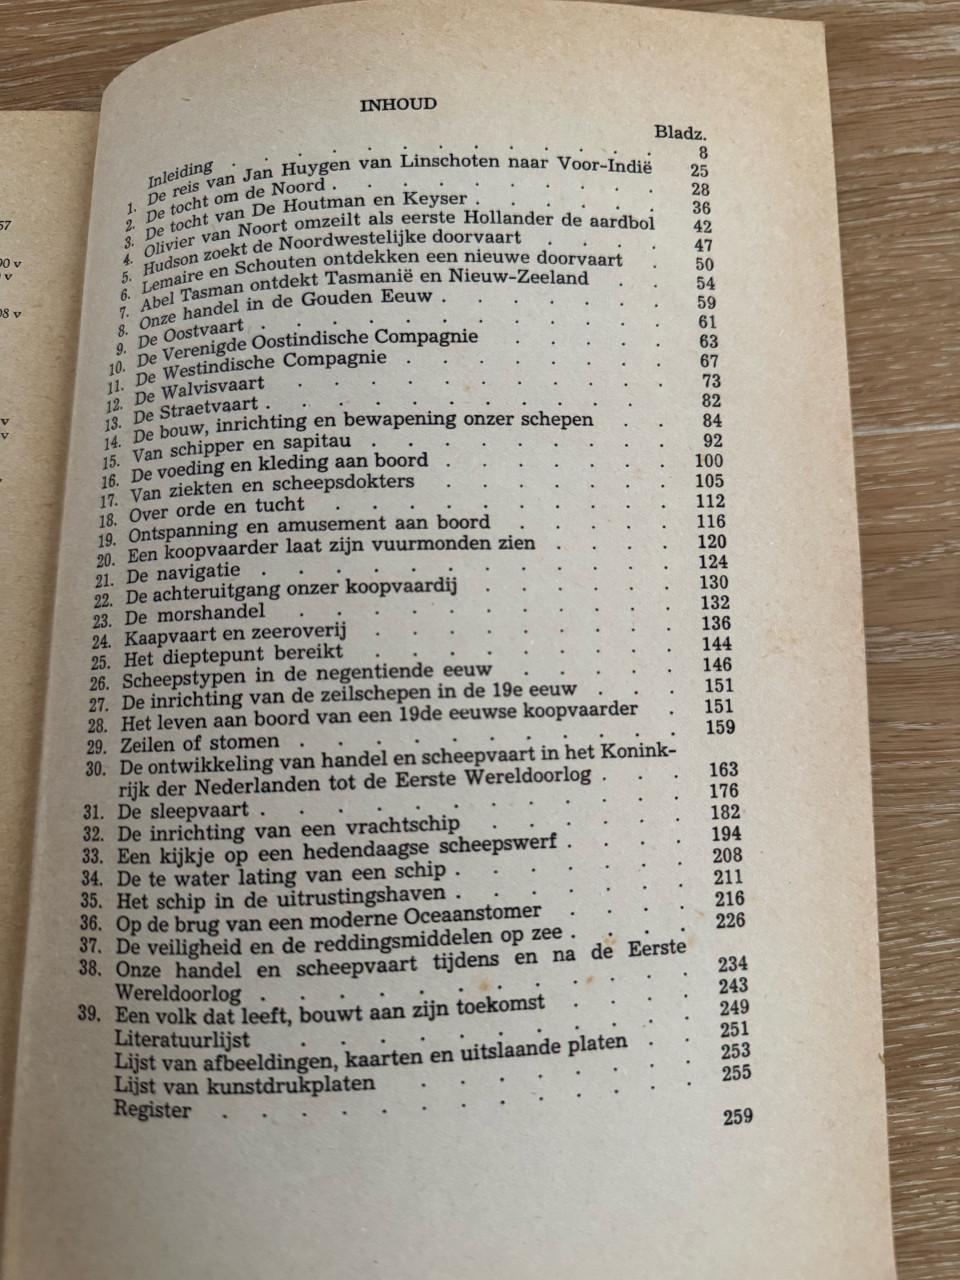 INHOUD
Bladz.
Inleiding . . . . . . . . . . . . 8
1. De reis van Jan Huygen van Linschoten naar Voor-Indië 25
2. De tocht om de Noord . . . . . . . . . 28
3. De tocht van De Houtman en Keyser . . . . . . 36
4. Olivier van Noort omzeilt als eerste Hollander de aardbol 42
5. Hudson zoekt de Noordwestelijke doorvaart . . . . 47
6. Lemaire en Schouten ontdekken een nieuwe doorvaart . 50
7. Abel Tasman ontdekt Tasmanië en Nieuw-Zeeland . . 54
8. Onze handel in de Gouden Eeuw . . . . . . . 59
9. De Oostvaart . . . . . . . . . . . 61
10. De Verenigde Oostindische Compagnie . . . . . 63
11. De Westindische Compagnie . . . . . . . 67
12. De Walvisvaart . . . . . . . . . . 73
13. De Straetvaart . . . . . . . . . . 82
14. De bouw, inrichting en bewapening onzer schepen . . 84
15. Van schipper en sapitau . . . . . . . . 92
16. De voeding en kleding aan boord . . . . . . . 100
17. Van ziekten en scheepsdokters . . . . . . . 105
18. Over orde en tucht . . . . . . . . . 112
19. Ontspanning en amusement aan boord . . . . . 116
20. Een koopvaarder laat zijn vuurmonden zien . . . . 120
21. De navigatie . . . . . . . . . . . 124
22. De achteruitgang onzer koopvaardij . . . . . . 130
23. De morshandel . . . . . . . . . . 132
24. Kaapvaart en zeeroverij . . . . . . . . 136
25. Het dieptepunt bereikt . . . . . . . . 144
26. Scheepstypen in de negentiende eeuw . . . . . 146
27. De inrichting van de zeilschepen in de 19e eeuw . . . 151
28. Het leven aan boord van een 19de eeuwse koopvaarder . 151
29. Zeilen of stomen . . . . . . . . . . 159
30. De ontwikkeling van handel en scheepvaart in het Konink-
rijk der Nederlanden tot de Eerste Wereldoorlog . . . 163
31. De sleepvaart . . . . . . . . . . . 176
32. De inrichting van een vrachtschip . . . . . . 182
33. Een kijkje op een hedendaagse scheepswerf . . . . 194
34. De te water lating van een schip . . . . . . 208
35. Het schip in de uitrustingshaven . . . . . . . 211
36. Op de brug van een moderne Oceaanstomer . . . . 216
37. De veiligheid en de reddingsmiddelen op zee . . . . 226
38. Onze handel en scheepvaart tijdens en na de Eerste
Wereldoorlog . . . . . . . . . . . 234
39. Een volk dat leeft, bouwt aan zijn toekomst . . . . 243
Literatuurlijst . . . . . . . . . . 249
Lijst van afbeeldingen, kaarten en uitslaande platen . . 251
Lijst van kunstdrukplaten . . . . . . . . 253
Register . . . . . . . . . . . . 255
259